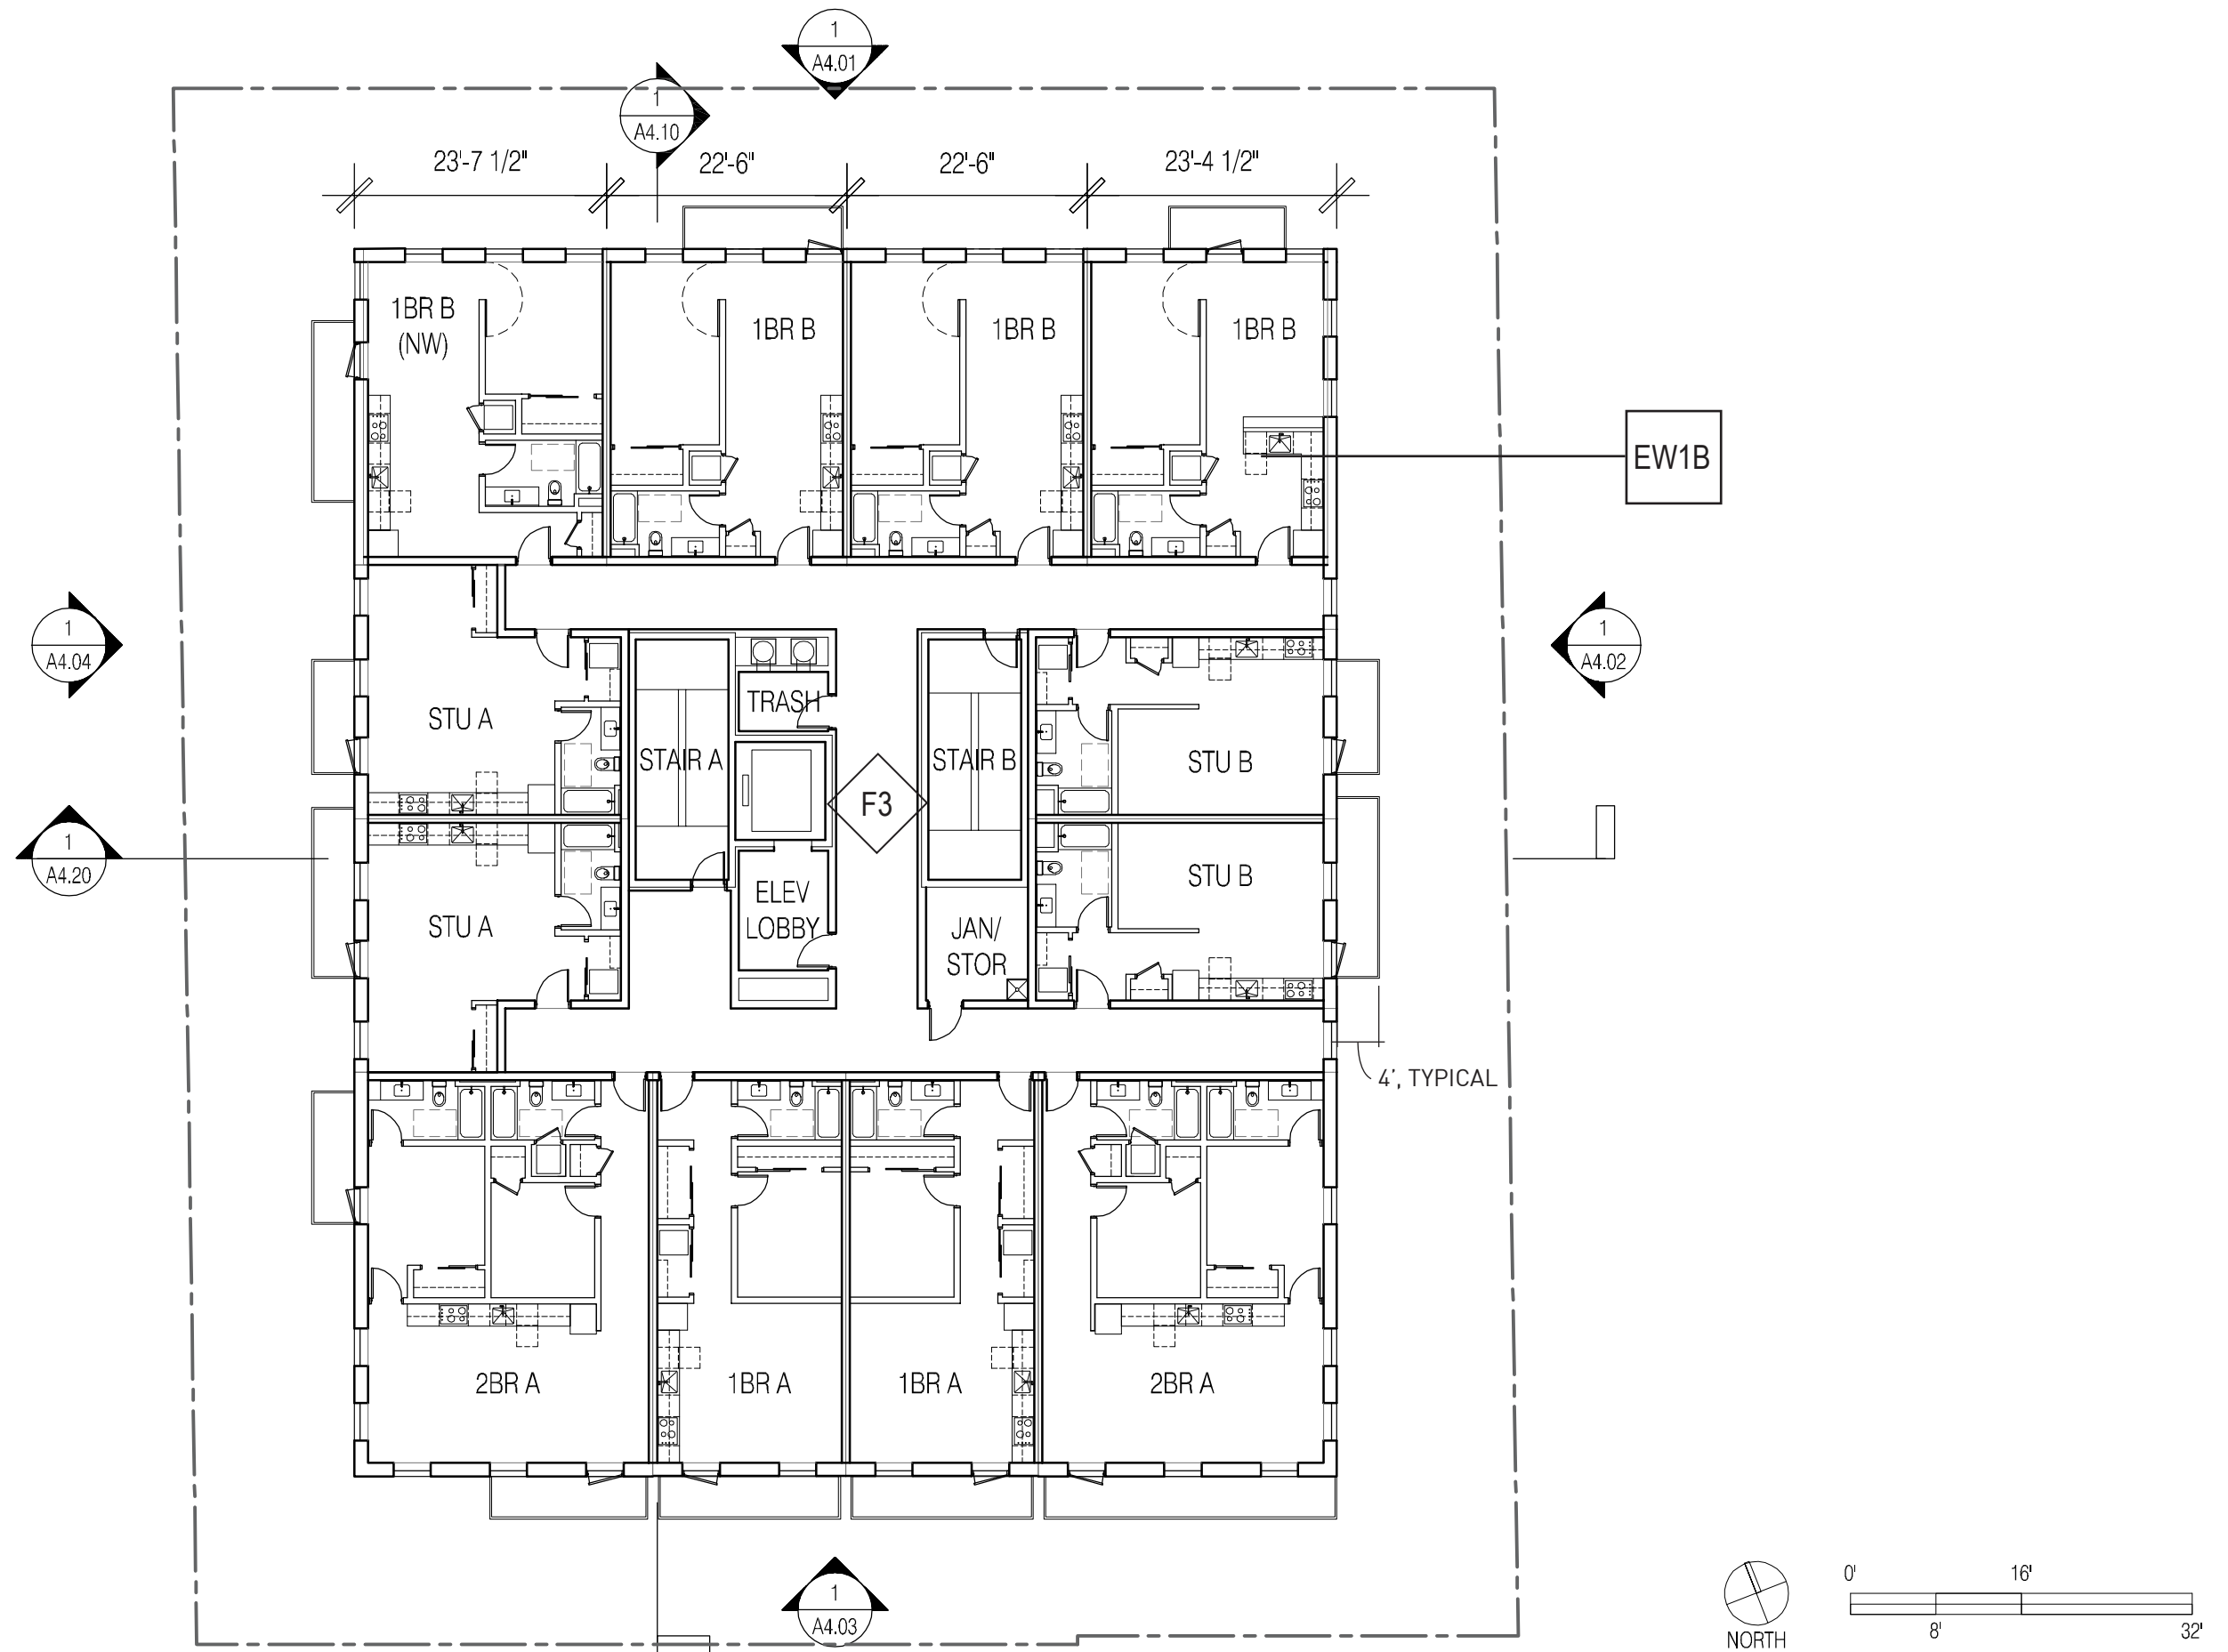 1
A4.01
1
A4.10
23'-7 1/2"
22'-6"
22'-6"
23'-4 1/2"
1BR B
(NW)
1BR B
1BR B
1BR B
EW1B
1
A4.04
1
A4.02
STU A
TRASH
STAIR A
STAIR B
STU B
F3
1
A4.20
STU A
ELEV
LOBBY
JAN/
STOR
STU B
4', TYPICAL
2BR A
1BR A
1BR A
2BR A
1
A4.03
NORTH
0'
16'
8'
32'